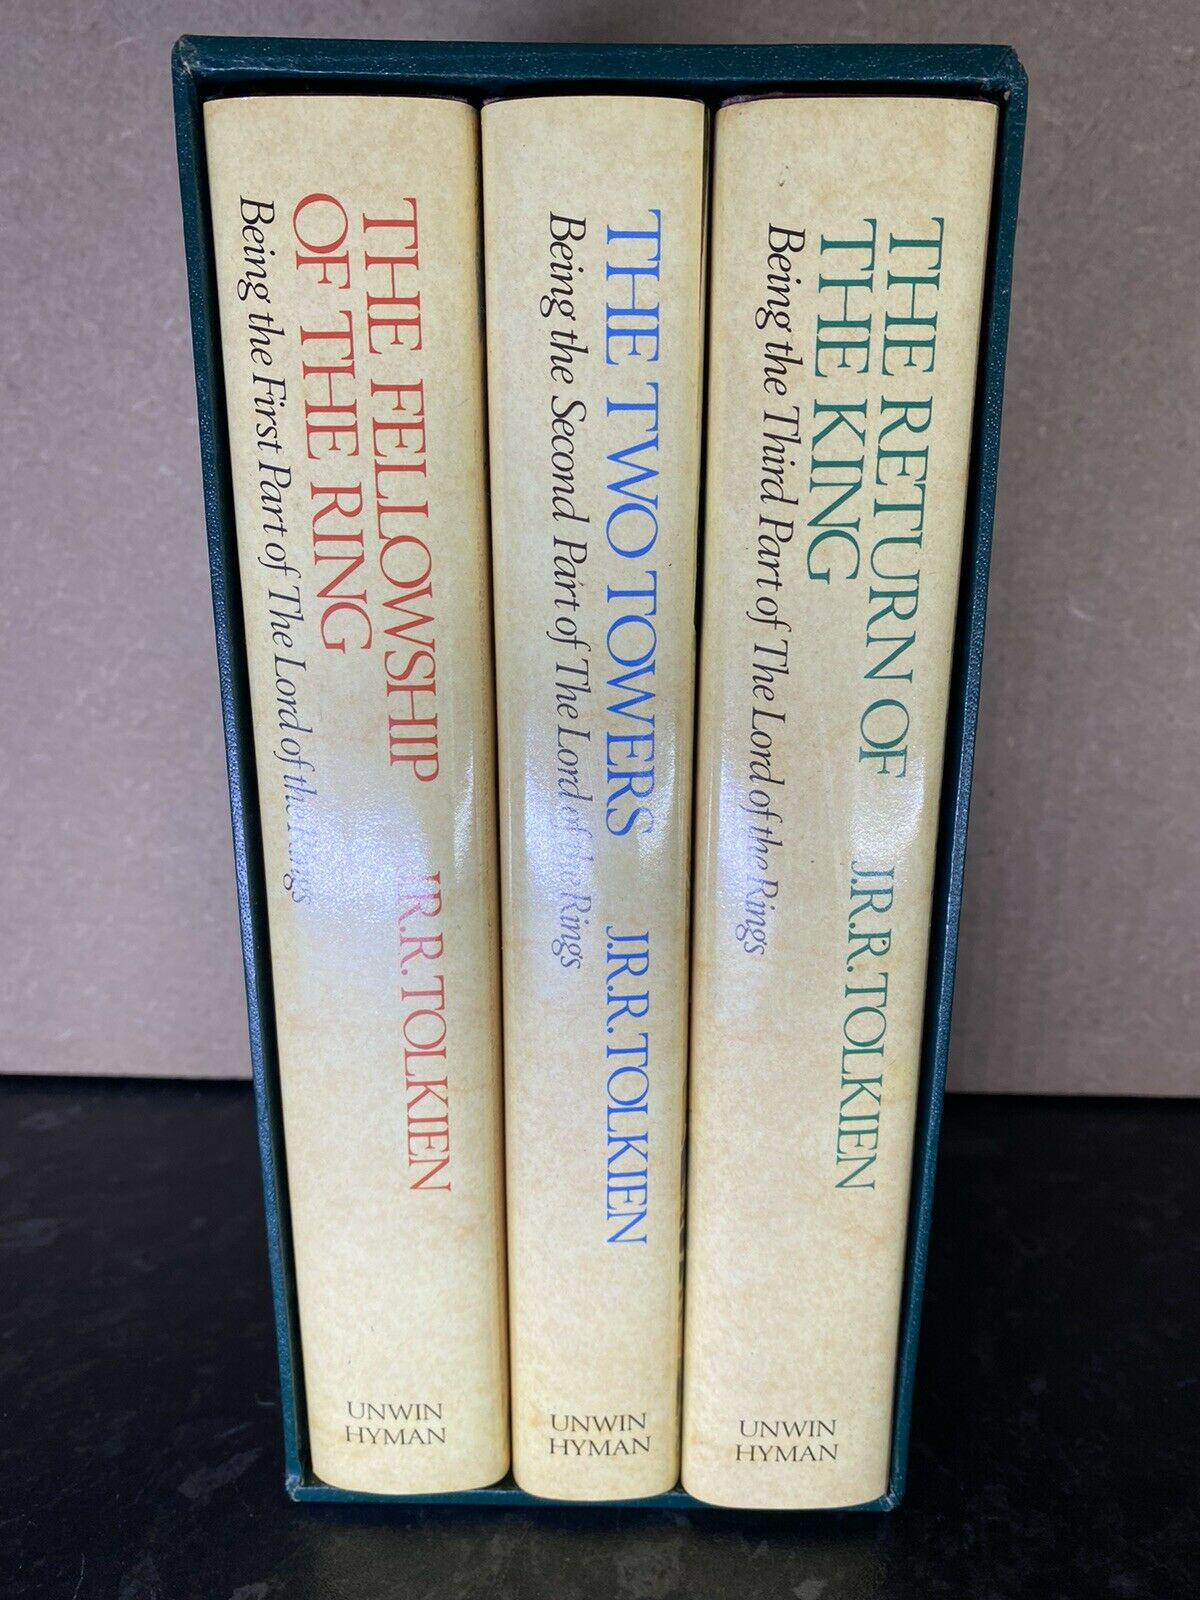 THE FELLOWSHIP
OF THE RING
Being the First Part of The Lord of the Rings
J.R.R. TOLKIEN
UNWIN
HYMAN
THE TWO TOWERS
Being the Second Part of The Lord of the Rings
J.R.R. TOLKIEN
UNWIN
HYMAN
THE RETURN OF
THE KING
Being the Third Part of The Lord of the Rings
J.R.R. TOLKIEN
UNWIN
HYMAN